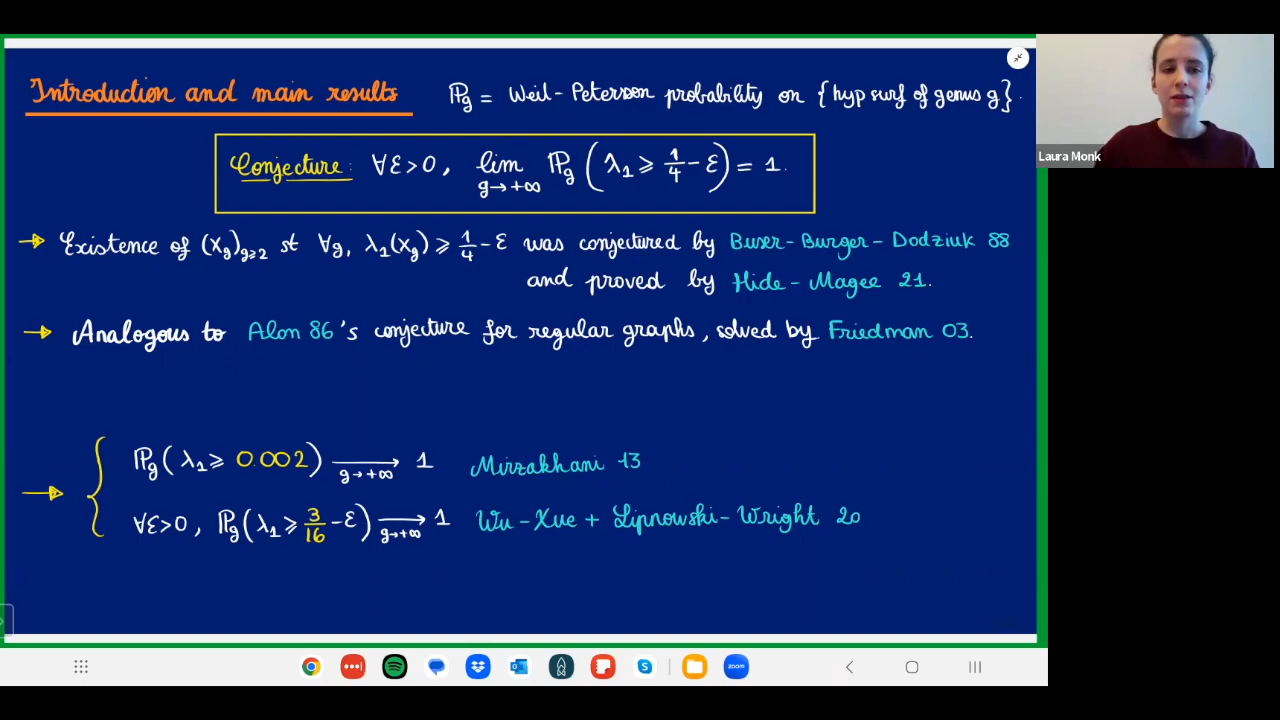 Introduction and main results
ℙg = Weil-Petersson probability on {hyp surf of genus g}.
Conjecture: ∀ε>0, lim g→+∞ ℙg(λ₁ ⩾ 1/4 - ε) = 1.
→ Existence of (Xg)g⩾2 st ∀g, λ₁(Xg) ⩾ 1/4 - ε was conjectured by Buser-Burger-Dodziuk 88
and proved by Hide-Magee 21.
→ Analogous to Alon 86's conjecture for regular graphs, solved by Friedman 03.
→ { ℙg(λ₁ ⩾ 0.002) → g→+∞ 1 Mirzakhani 13
∀ε>0, ℙg(λ₁ ⩾ 3/16 - ε) → g→+∞ 1 Wu-Xue + Lipnowski-Wright 20
Laura Monk
zoom